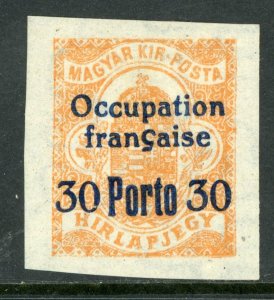 MAGYAR KIR. POSTA
Occupation
française
30 Porto 30
HIRLAPJEGY